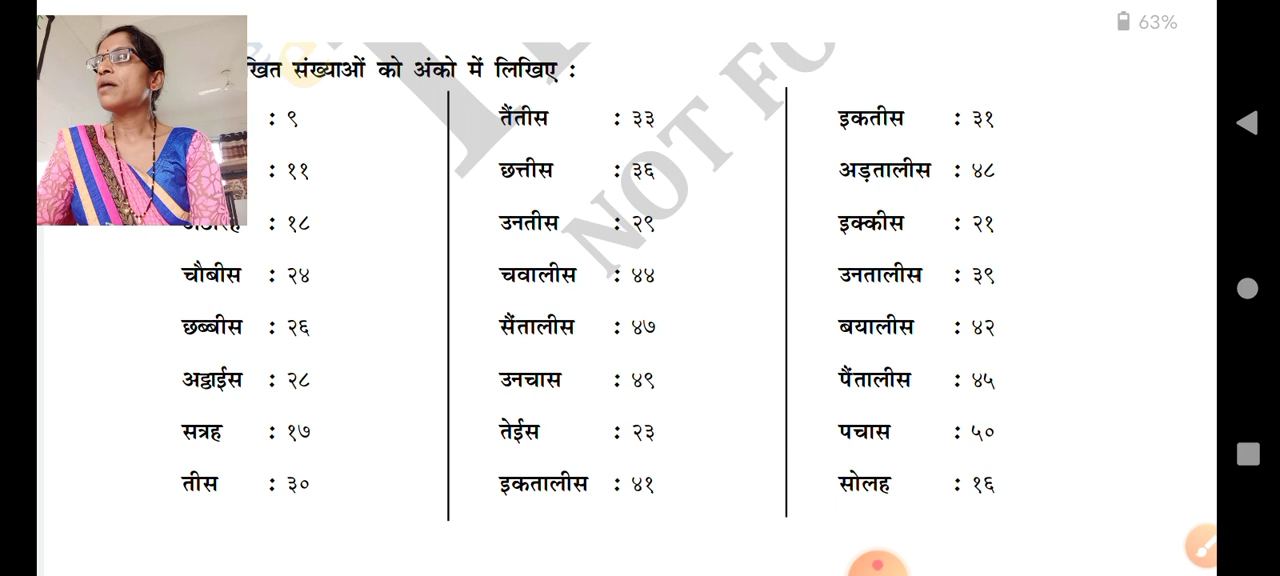 63%
खित संख्याओं को अंको में लिखिए :
: ९
: ११
: १८
चौबीस : २४
छब्बीस : २६
अट्ठाईस : २८
सत्रह : १७
तीस : ३०
तैंतीस : ३३
छत्तीस : ३६
उनतीस : २९
चवालीस : ४४
सैंतालीस : ४७
उनचास : ४९
तेईस : २३
इकतालीस : ४१
इकतीस : ३१
अड़तालीस : ४८
इक्कीस : २१
उनतालीस : ३९
बयालीस : ४२
पैंतालीस : ४५
पचास : ५०
सोलह : १६
NOT FO